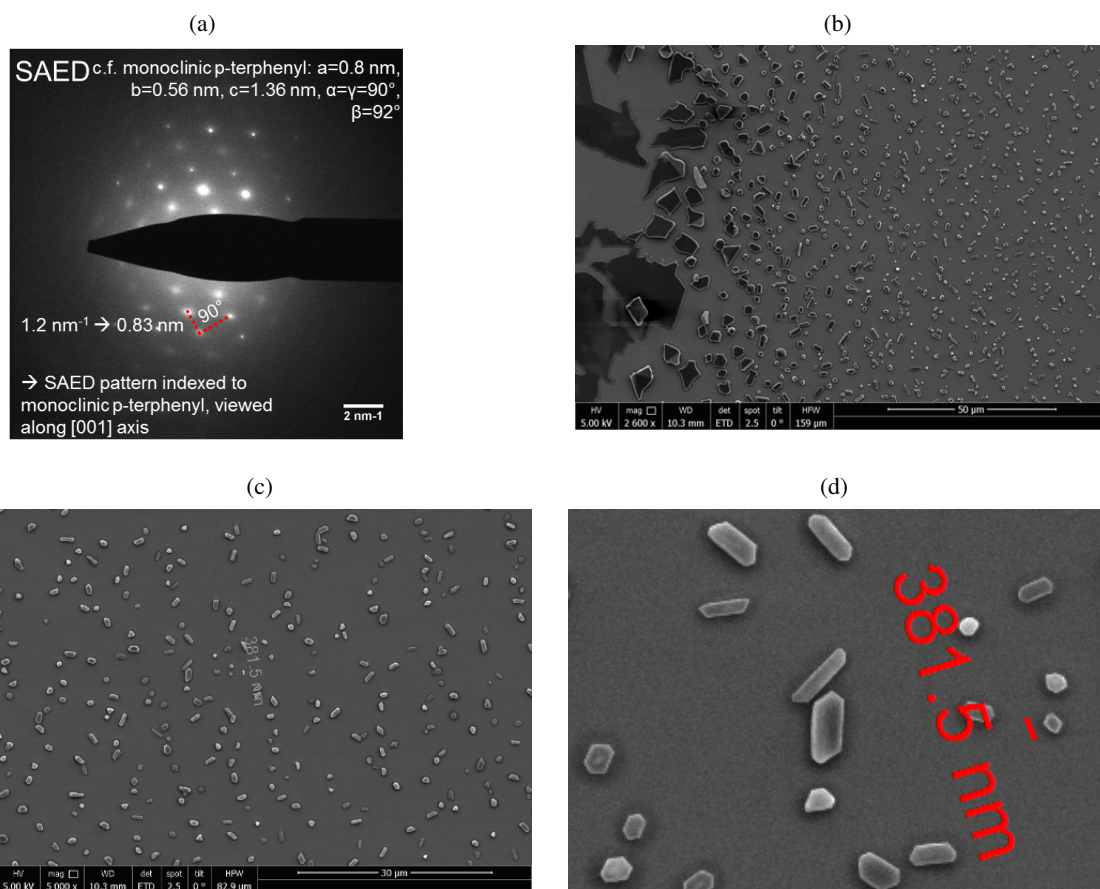 (a)
SAED c.f. monoclinic p-terphenyl: a=0.8 nm,
b=0.56 nm, c=1.36 nm, α=γ=90°,
β=92°
90°
1.2 nm-1 → 0.83 nm
→ SAED pattern indexed to
monoclinic p-terphenyl, viewed
along [001] axis
2 nm-1
(b)
HV mag □ WD det spot tilt HFW
50 µm
5.00 kV 2 600 x 10.3 mm ETD 2.5 0 ° 159 µm
(c)
381.5 nm
HV mag □ WD det spot tilt HFW
30 µm
5.00 kV 5 000 x 10.3 mm ETD 2.5 0 ° 82.9 µm
(d)
381.5 nm